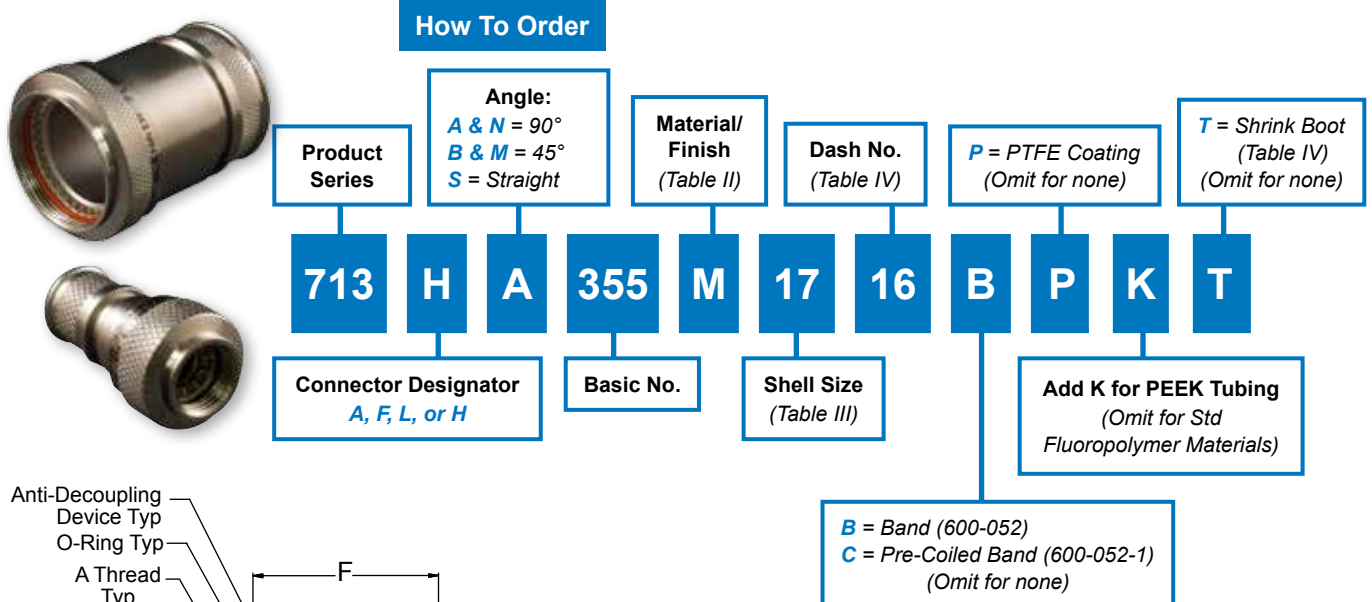 How To Order
Product
Series
Angle:
A & N = 90°
B & M = 45°
S = Straight
Material/
Finish
(Table II)
Dash No.
(Table IV)
P = PTFE Coating
(Omit for none)
T = Shrink Boot
(Table IV)
(Omit for none)
713 H A 355 M 17 16 B P K T
Connector Designator
A, F, L, or H
Basic No.
Shell Size
(Table III)
Add K for PEEK Tubing
(Omit for Std
Fluoropolymer Materials)
B = Band (600-052)
C = Pre-Coiled Band (600-052-1)
(Omit for none)
Anti-Decoupling
Device Typ
O-Ring Typ
A Thread
Typ
F